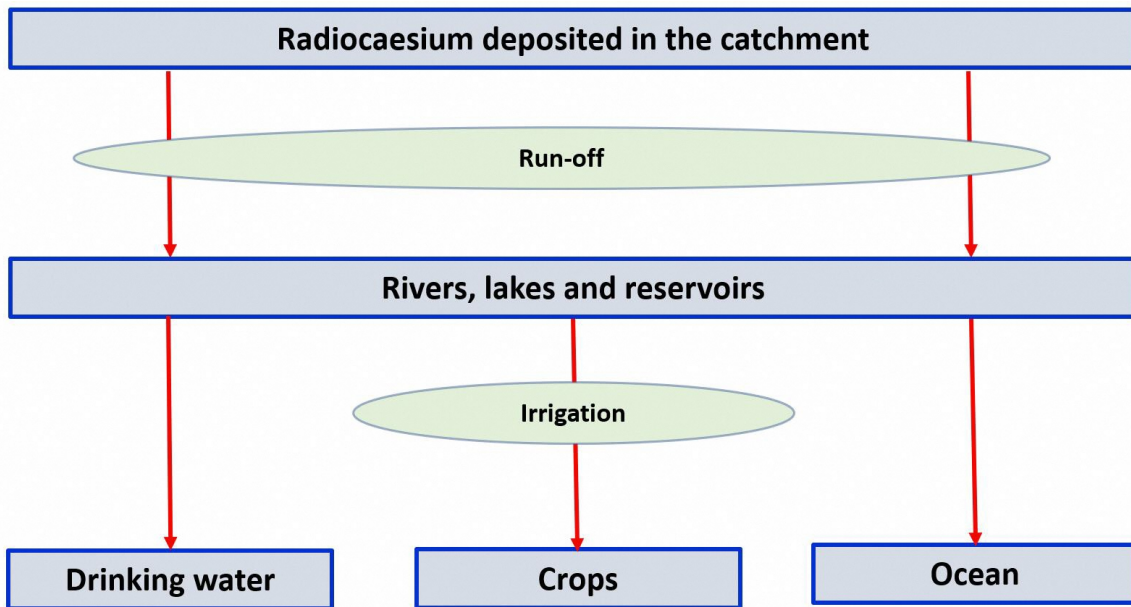 Radiocaesium deposited in the catchment
Run-off
Rivers, lakes and reservoirs
Irrigation
Drinking water
Crops
Ocean